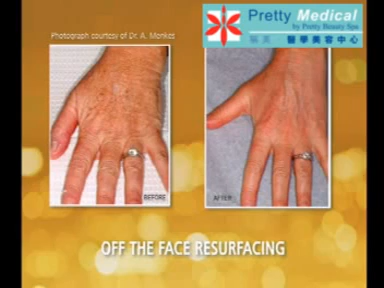 Photograph courtesy of Dr. A. Menkes
Pretty Medical
by Pretty Beauty Spa
醫學美容中心
BEFORE
AFTER
OFF THE FACE RESURFACING